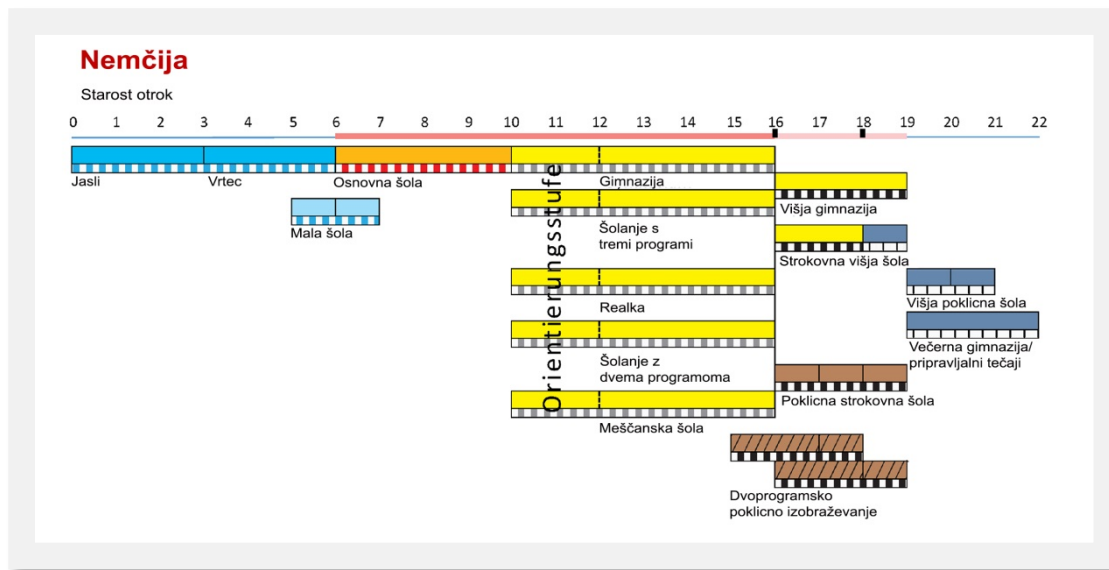 Nemčija
Starost otrok
0 1 2 3 4 5 6 7 8 9 10 11 12 13 14 15 16 17 18 19 20 21 22
Jasli
Vrtec
Osnovna šola
Gimnazija
Višja gimnazija
Mala šola
Šolanje s
tremi programi
Strokovna višja šola
Orientierungsstufe
Realka
Višja poklicna šola
Večerna gimnazija/
pripravljalni tečaji
Šolanje z
dvema programoma
Poklicna strokovna šola
Meščanska šola
Dvoprogramsko
poklicno izobraževanje